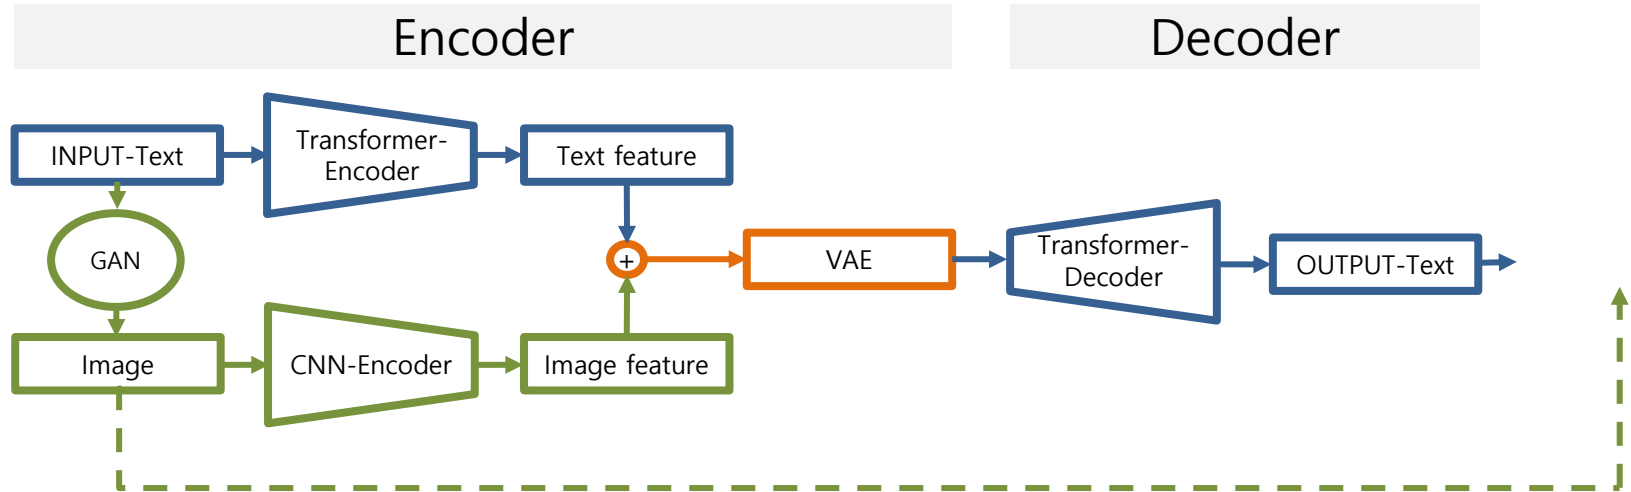 Encoder
Decoder
INPUT-Text
Transformer-
Encoder
Text feature
GAN
+
VAE
Transformer-
Decoder
OUTPUT-Text
Image
CNN-Encoder
Image feature